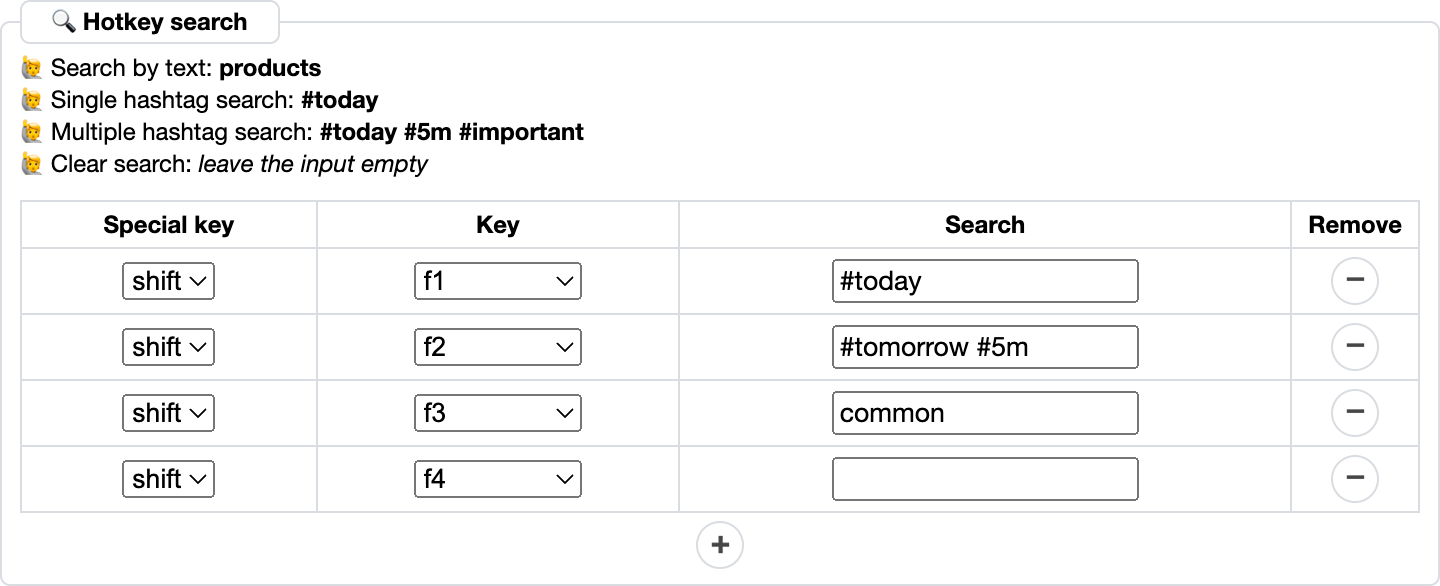 🔍 Hotkey search
🙋 Search by text: products
🙋 Single hashtag search: #today
🙋 Multiple hashtag search: #today #5m #important
🙋 Clear search: leave the input empty
Special key Key Search Remove
shift f1 #today −
shift f2 #tomorrow #5m −
shift f3 common −
shift f4 −
+